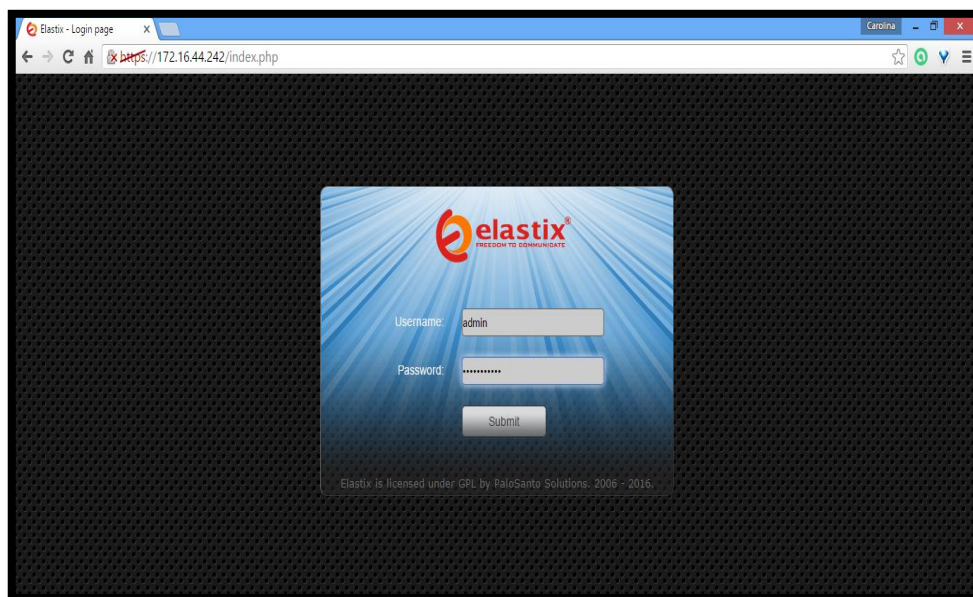 Elastix - Login page
Carolina
https://172.16.44.242/index.php
elastix®
FREEDOM TO COMMUNICATE
Username: admin
Password: •••••••••••
Submit
Elastix is licensed under GPL by PaloSanto Solutions. 2006 - 2016.